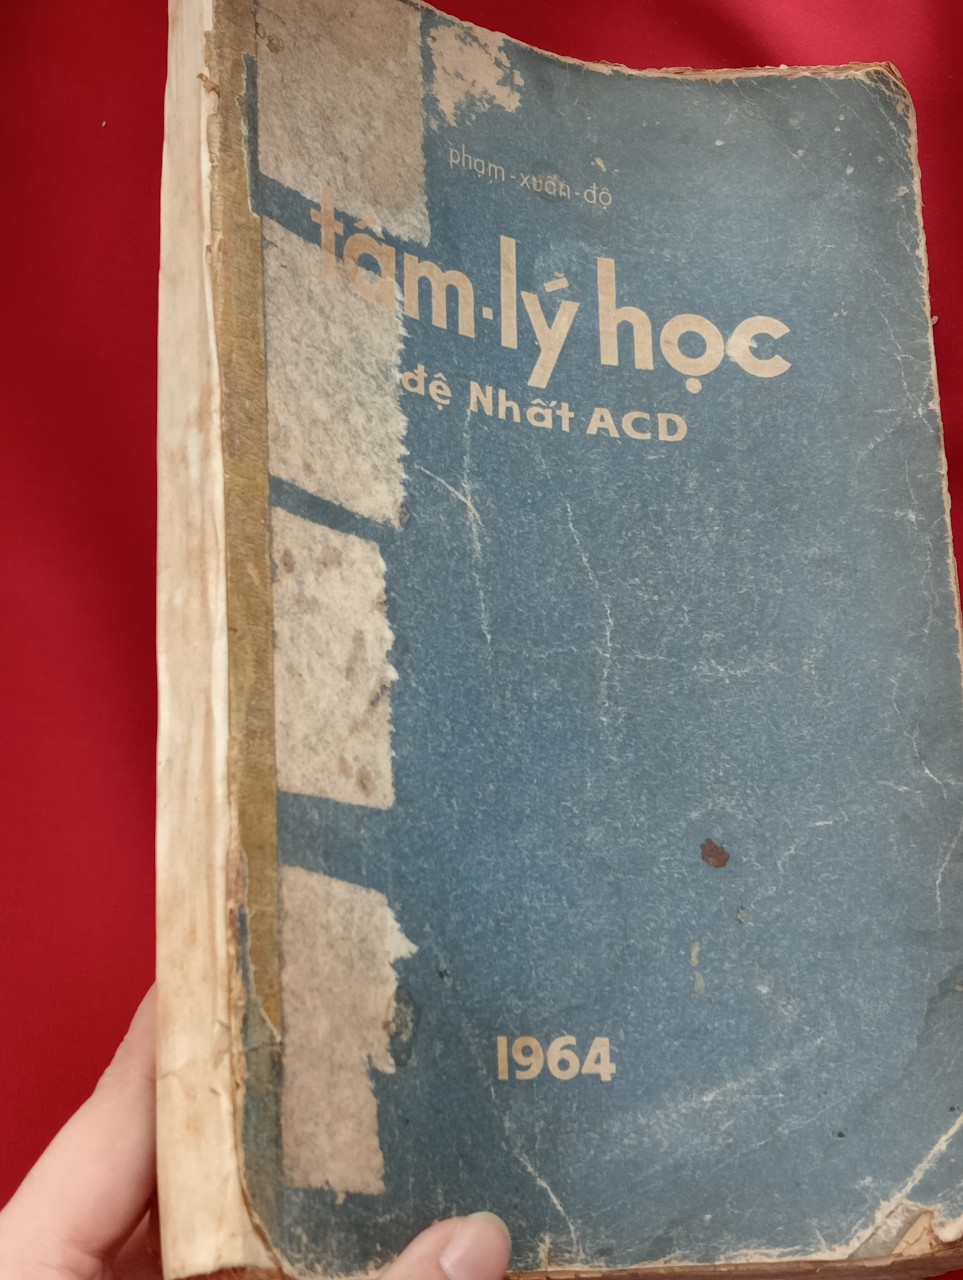 phạm-xuân-độ
tâm-lý học
đệ Nhất ACD
1964